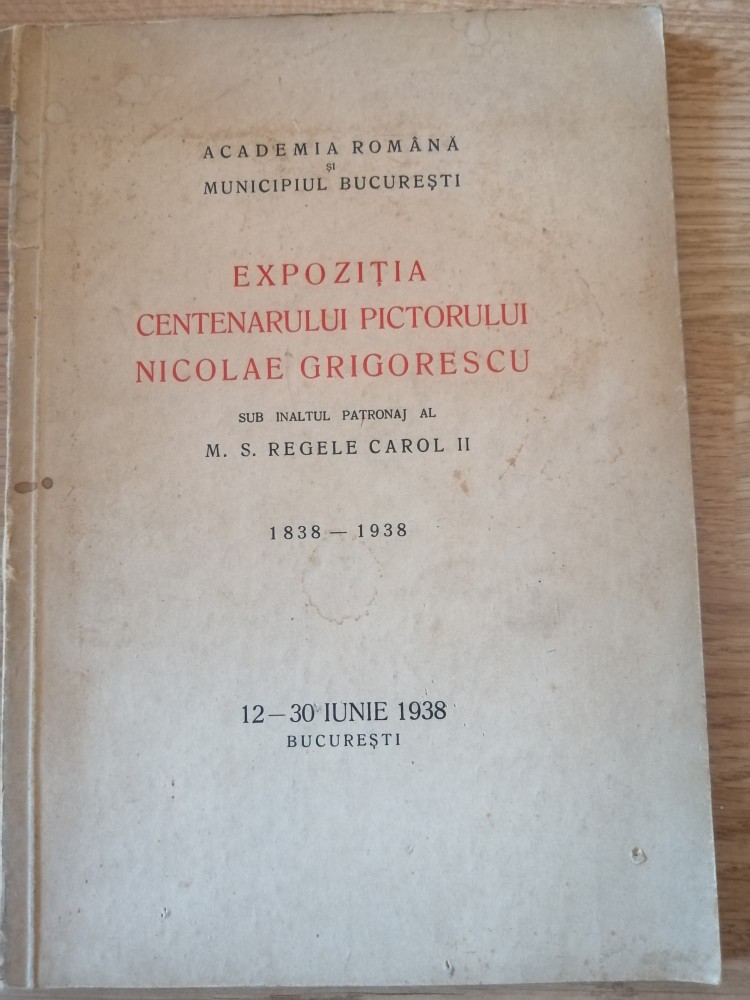 ACADEMIA ROMÂNĂ
ȘI
MUNICIPIUL BUCUREȘTI
EXPOZIȚIA
CENTENARULUI PICTORULUI
NICOLAE GRIGORESCU
SUB INALTUL PATRONAJ AL
M. S. REGELE CAROL II
1838 — 1938
12 — 30 IUNIE 1938
BUCUREȘTI